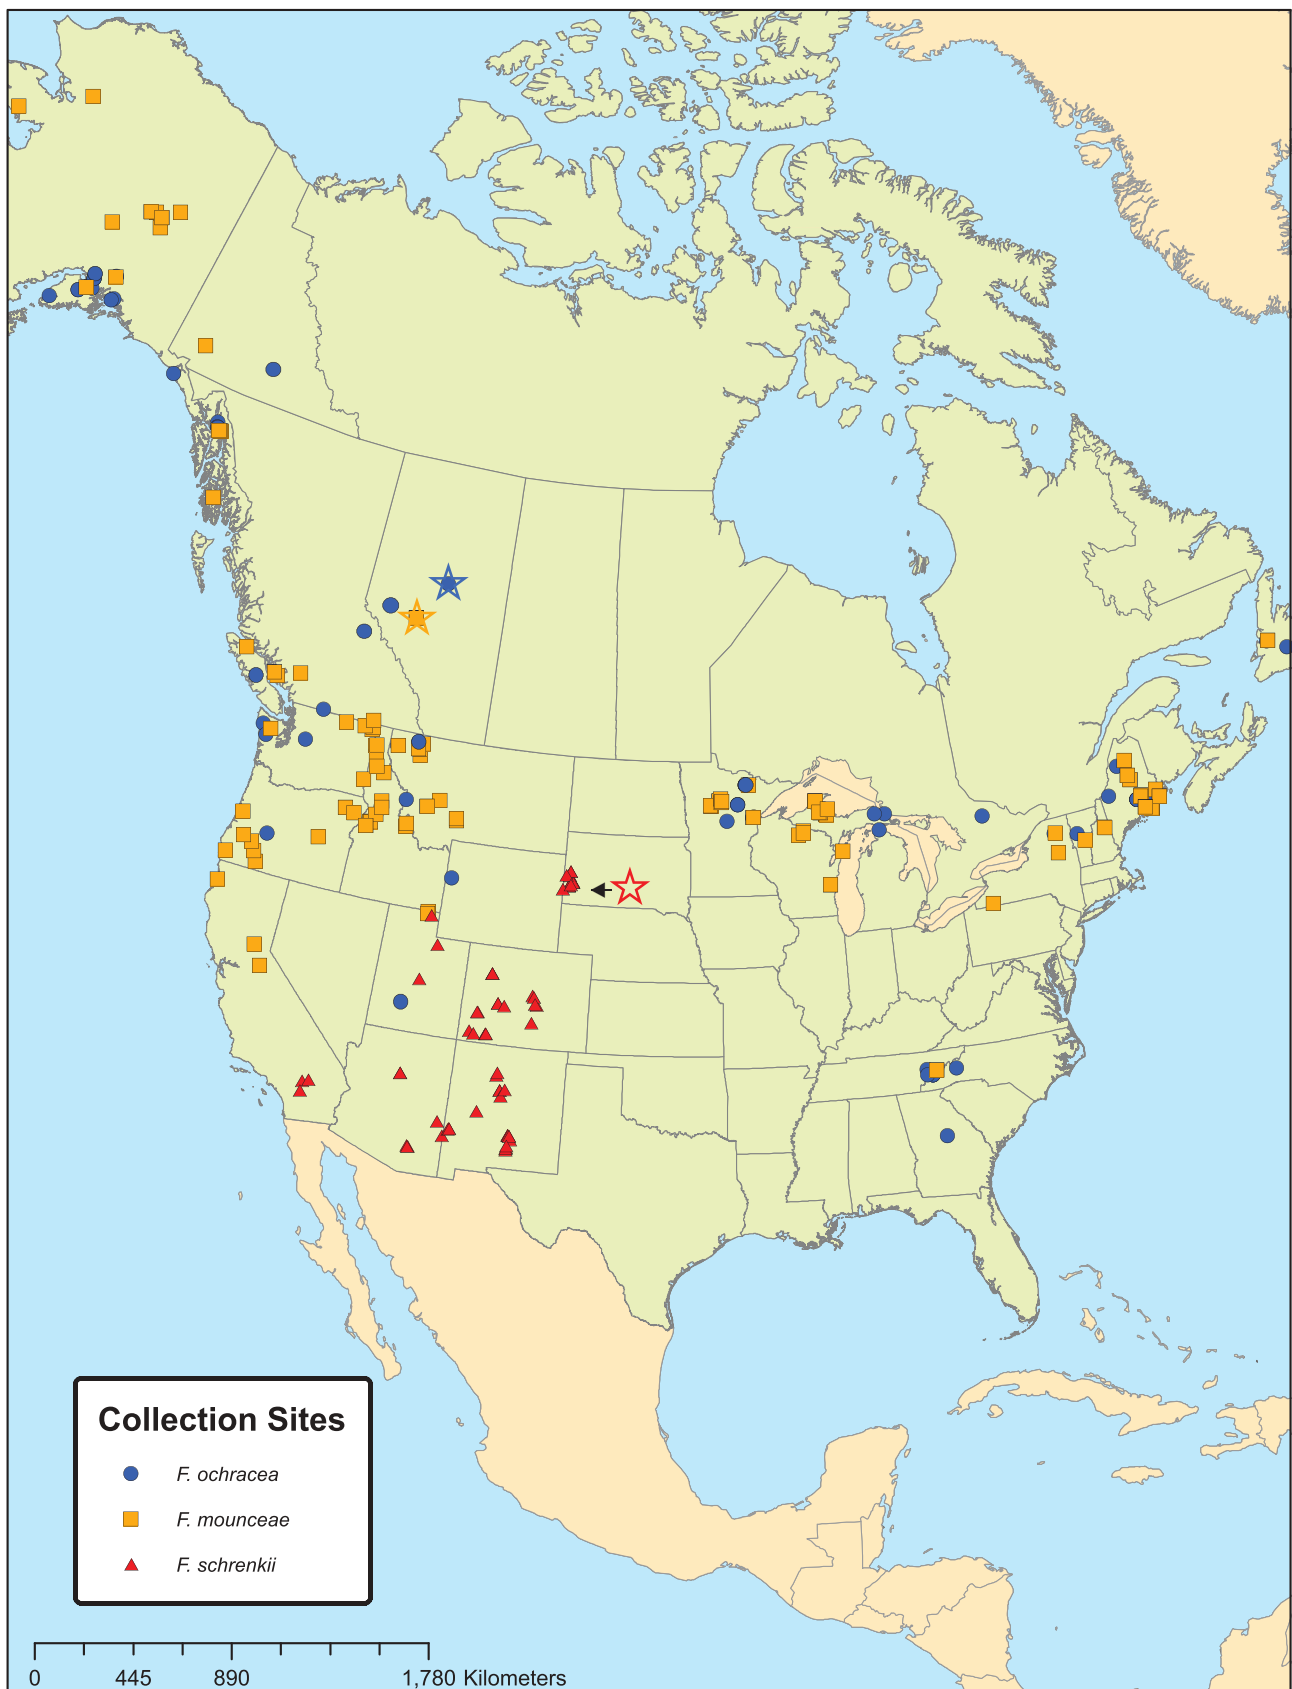 Collection Sites
F. ochracea
F. mounceae
F. schrenkii
0 445 890 1,780 Kilometers